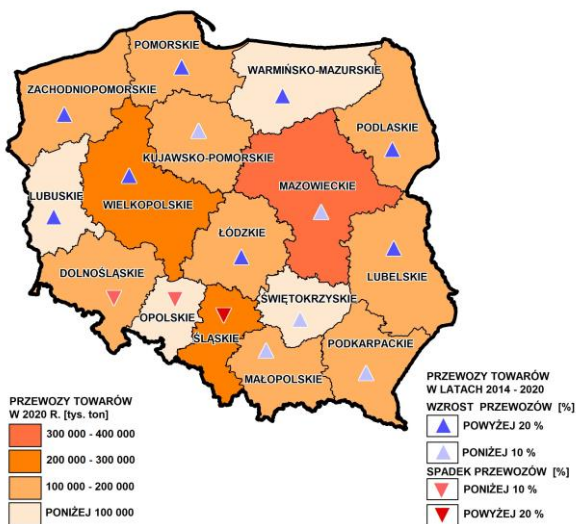 POMORSKIE
WARMIŃSKO-MAZURSKIE
ZACHODNIOPOMORSKIE
PODLASKIE
KUJAWSKO-POMORSKIE
MAZOWIECKIE
LUBUSKIE
WIELKOPOLSKIE
ŁÓDZKIE
DOLNOŚLĄSKIE
LUBELSKIE
ŚWIĘTOKRZYSKIE
OPOLSKIE
ŚLĄSKIE
PODKARPACKIE
MAŁOPOLSKIE
PRZEWOZY TOWARÓW
W 2020 R. [tys. ton]
300 000 - 400 000
200 000 - 300 000
100 000 - 200 000
PONIŻEJ 100 000
PRZEWOZY TOWARÓW
W LATACH 2014 - 2020
WZROST PRZEWOZÓW [%]
POWYŻEJ 20 %
PONIŻEJ 10 %
SPADEK PRZEWOZÓW [%]
PONIŻEJ 10 %
POWYŻEJ 20 %